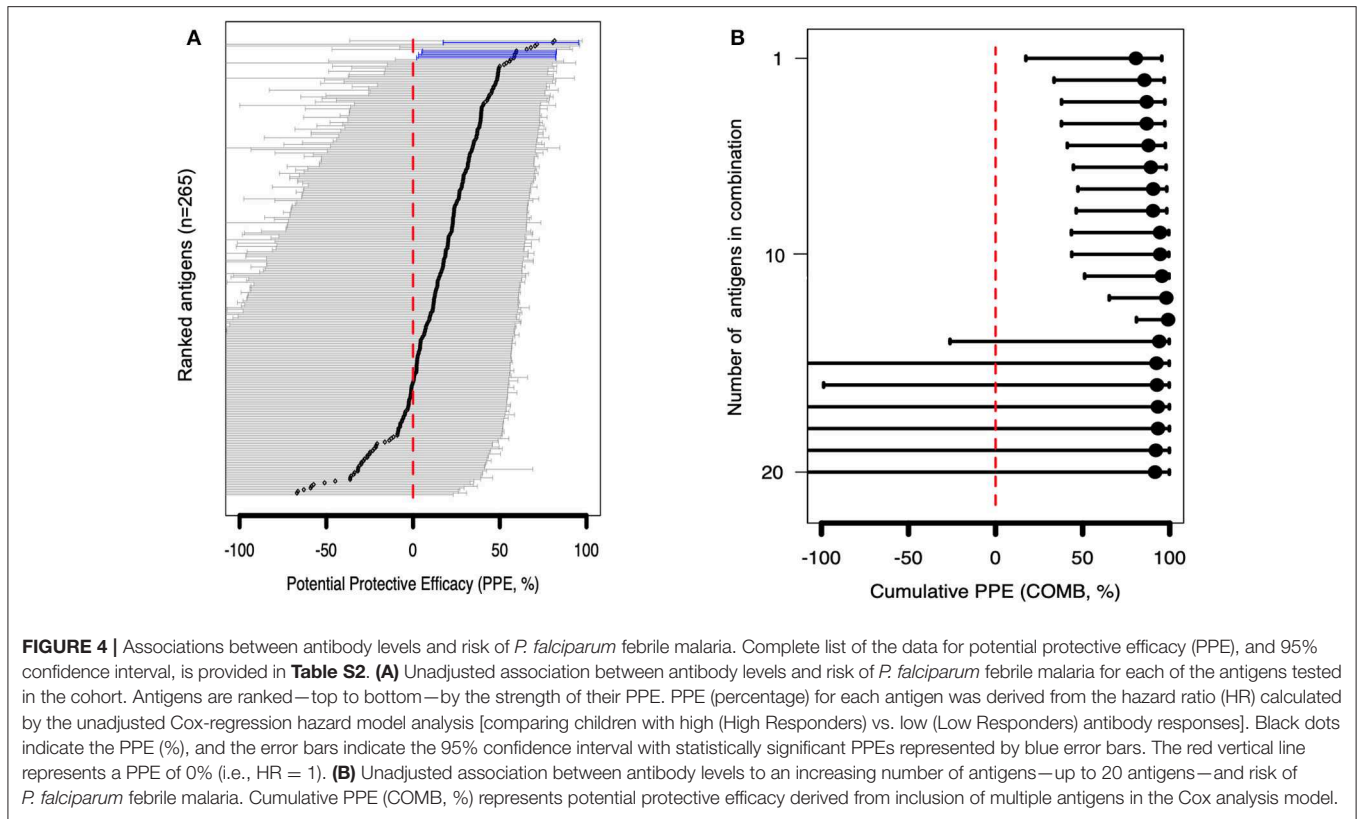 A
Ranked antigens (n=265)
-100 -50 0 50 100
Potential Protective Efficacy (PPE, %)
B
Number of antigens in combination
1
10
20
-100 -50 0 50 100
Cumulative PPE (COMB, %)
FIGURE 4 | Associations between antibody levels and risk of P. falciparum febrile malaria. Complete list of the data for potential protective efficacy (PPE), and 95%
confidence interval, is provided in Table S2. (A) Unadjusted association between antibody levels and risk of P. falciparum febrile malaria for each of the antigens tested
in the cohort. Antigens are ranked—top to bottom—by the strength of their PPE. PPE (percentage) for each antigen was derived from the hazard ratio (HR) calculated
by the unadjusted Cox-regression hazard model analysis [comparing children with high (High Responders) vs. low (Low Responders) antibody responses]. Black dots
indicate the PPE (%), and the error bars indicate the 95% confidence interval with statistically significant PPEs represented by blue error bars. The red vertical line
represents a PPE of 0% (i.e., HR = 1). (B) Unadjusted association between antibody levels to an increasing number of antigens—up to 20 antigens—and risk of
P. falciparum febrile malaria. Cumulative PPE (COMB, %) represents potential protective efficacy derived from inclusion of multiple antigens in the Cox analysis model.